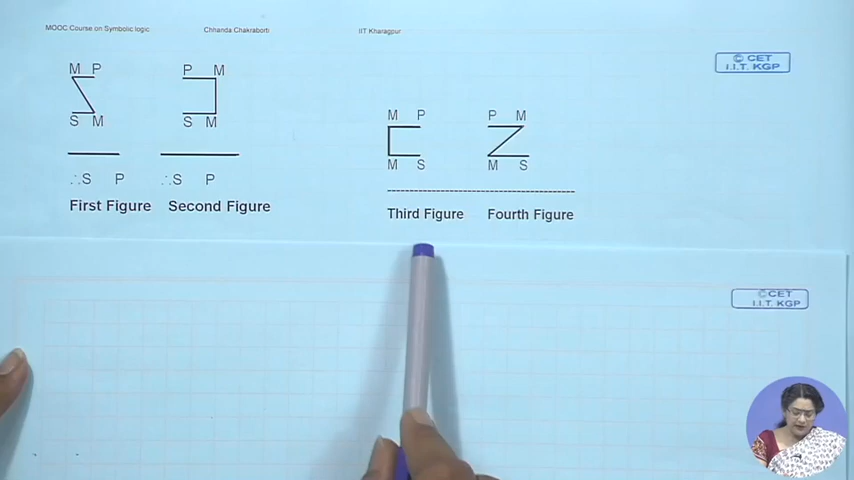 MOOC Course on Symbolic logic Chhanda Chakraborti IIT Kharagpur
© CET
I.I.T. KGP
M P P M
S M S M
∴S P ∴S P
First Figure Second Figure
M P P M
M S M S
Third Figure Fourth Figure
© CET
I.I.T. KGP